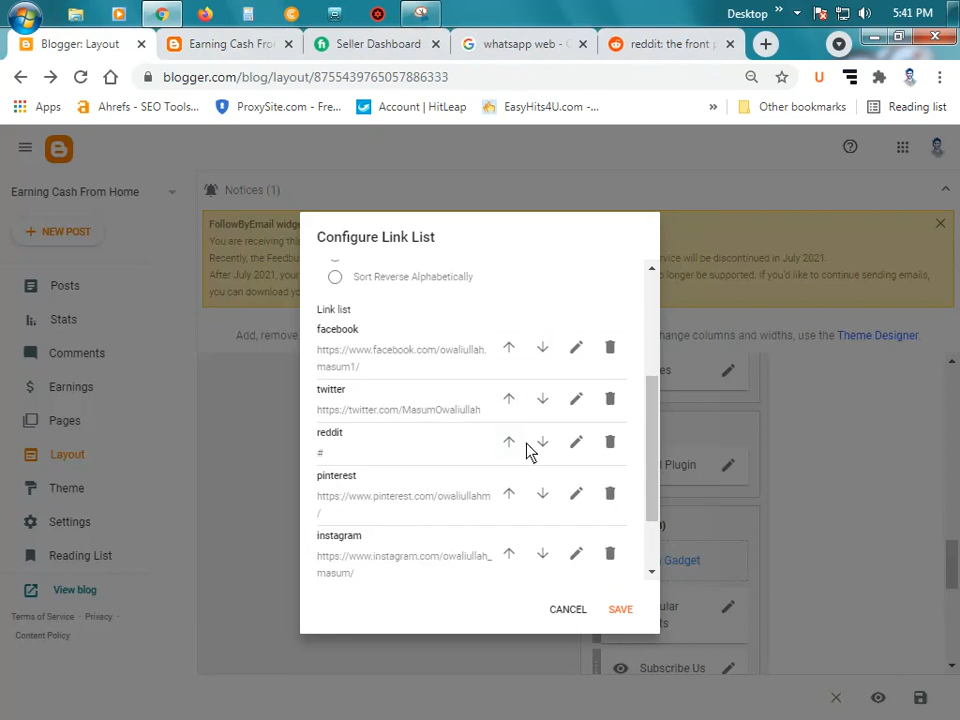 Desktop
»
5:41 PM
Blogger: Layout
Earning Cash Fro
Seller Dashboard
whatsapp web -
reddit: the front p
blogger.com/blog/layout/8755439765057886333
U
Apps
Ahrefs - SEO Tools...
ProxySite.com - Fre...
Account | HitLeap
EasyHits4U.com -...
»
Other bookmarks
Reading list
Earning Cash From Home
Notices (1)
+ NEW POST
FollowByEmail widge
You are receiving thi
Recently, the Feedbu
After July 2021, your
you can download yo
vice will be discontinued in July 2021.
o longer be supported. If you'd like to continue sending emails,
Posts
Stats
Comments
Earnings
Pages
Layout
Theme
Settings
Reading List
View blog
Terms of Service · Privacy ·
Content Policy
Add, remove,
change columns and widths, use the Theme Designer.
Configure Link List
Sort Reverse Alphabetically
Link list
facebook
https://www.facebook.com/owaliullah.
masum1/
twitter
https://twitter.com/MasumOwaliullah
reddit
#
pinterest
https://www.pinterest.com/owaliullahm
/
instagram
https://www.instagram.com/owaliullah_
masum/
CANCEL
SAVE
es
l Plugin
Gadget
ular
ts
Subscribe Us